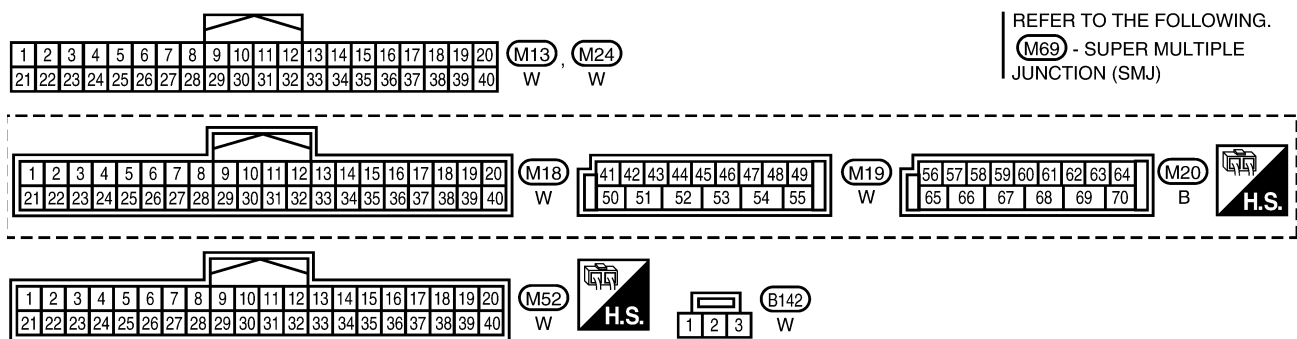 REFER TO THE FOLLOWING.
M69 - SUPER MULTIPLE
JUNCTION (SMJ)
1 2 3 4 5 6 7 8 9 10 11 12 13 14 15 16 17 18 19 20 M13 , M24
21 22 23 24 25 26 27 28 29 30 31 32 33 34 35 36 37 38 39 40 W W
1 2 3 4 5 6 7 8 9 10 11 12 13 14 15 16 17 18 19 20 M18 41 42 43 44 45 46 47 48 49 M19 56 57 58 59 60 61 62 63 64 M20
21 22 23 24 25 26 27 28 29 30 31 32 33 34 35 36 37 38 39 40 W 50 51 52 53 54 55 W 65 66 67 68 69 70 B H.S.
1 2 3 4 5 6 7 8 9 10 11 12 13 14 15 16 17 18 19 20 M52 B142
21 22 23 24 25 26 27 28 29 30 31 32 33 34 35 36 37 38 39 40 W H.S. 1 2 3 W